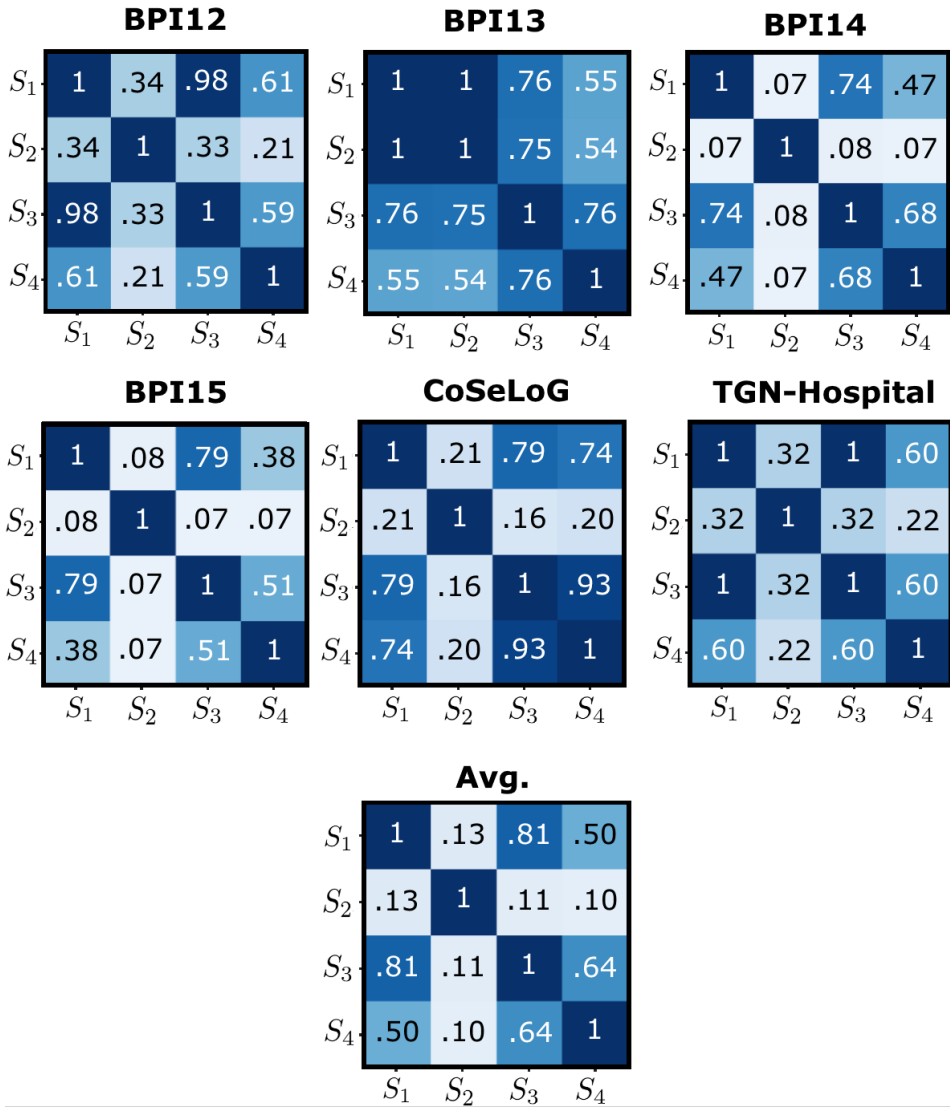 BPI12 BPI13 BPI14
S1 1 .34 .98 .61 S1 1 1 .76 .55 S1 1 .07 .74 .47
S2 .34 1 .33 .21 S2 1 1 .75 .54 S2 .07 1 .08 .07
S3 .98 .33 1 .59 S3 .76 .75 1 .76 S3 .74 .08 1 .68
S4 .61 .21 .59 1 S4 .55 .54 .76 1 S4 .47 .07 .68 1
S1 S2 S3 S4 S1 S2 S3 S4 S1 S2 S3 S4
BPI15 CoSeLoG TGN-Hospital
S1 1 .08 .79 .38 S1 1 .21 .79 .74 S1 1 .32 1 .60
S2 .08 1 .07 .07 S2 .21 1 .16 .20 S2 .32 1 .32 .22
S3 .79 .07 1 .51 S3 .79 .16 1 .93 S3 1 .32 1 .60
S4 .38 .07 .51 1 S4 .74 .20 .93 1 S4 .60 .22 .60 1
S1 S2 S3 S4 S1 S2 S3 S4 S1 S2 S3 S4
Avg.
S1 1 .13 .81 .50
S2 .13 1 .11 .10
S3 .81 .11 1 .64
S4 .50 .10 .64 1
S1 S2 S3 S4